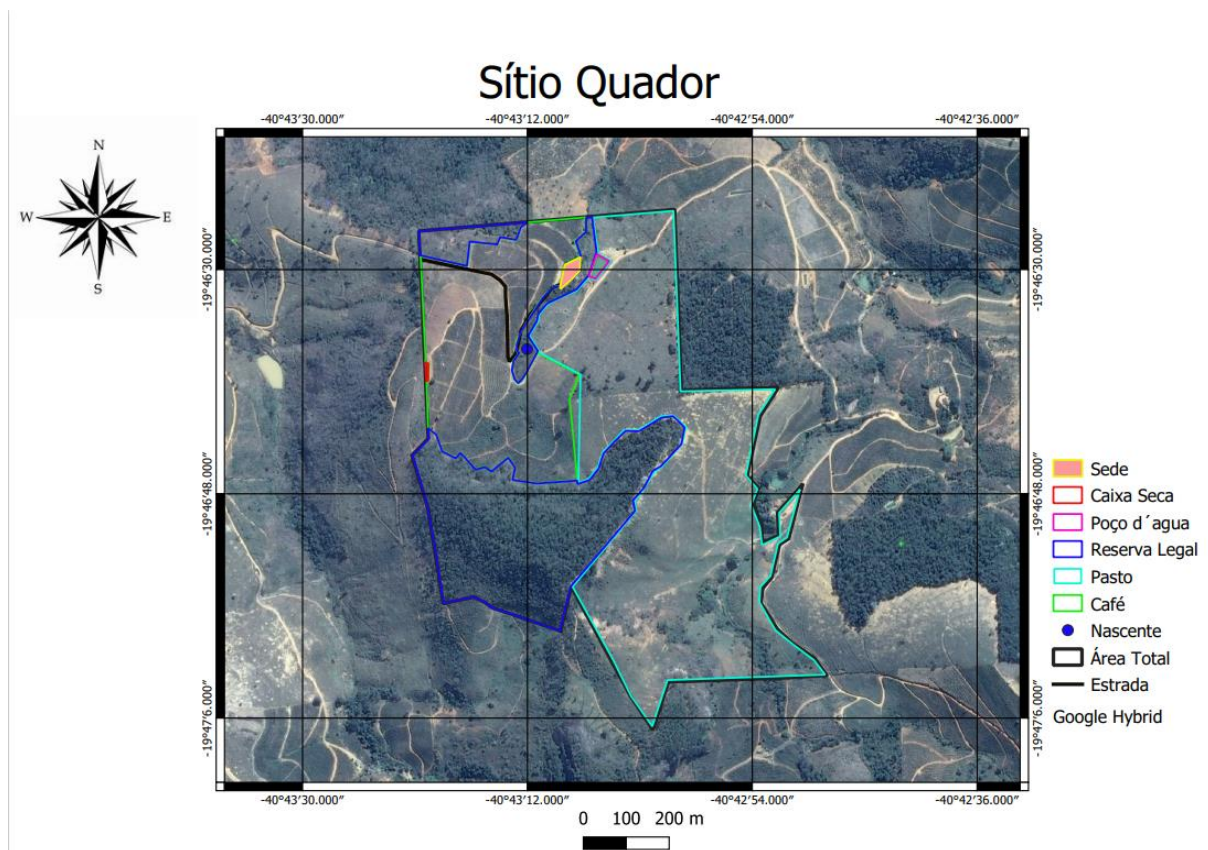 Sítio Quador
N
W
E
S
-40°43'30.000"
-40°43'12.000"
-40°42'54.000"
-40°42'36.000"
-19°46'30.000"
-19°46'30.000"
-19°46'48.000"
-19°46'48.000"
-19°47'6.000"
-19°47'6.000"
Sede
Caixa Seca
Poço d´agua
Reserva Legal
Pasto
Café
Nascente
Área Total
Estrada
Google Hybrid
-40°43'30.000"
-40°43'12.000"
-40°42'54.000"
-40°42'36.000"
0 100 200 m